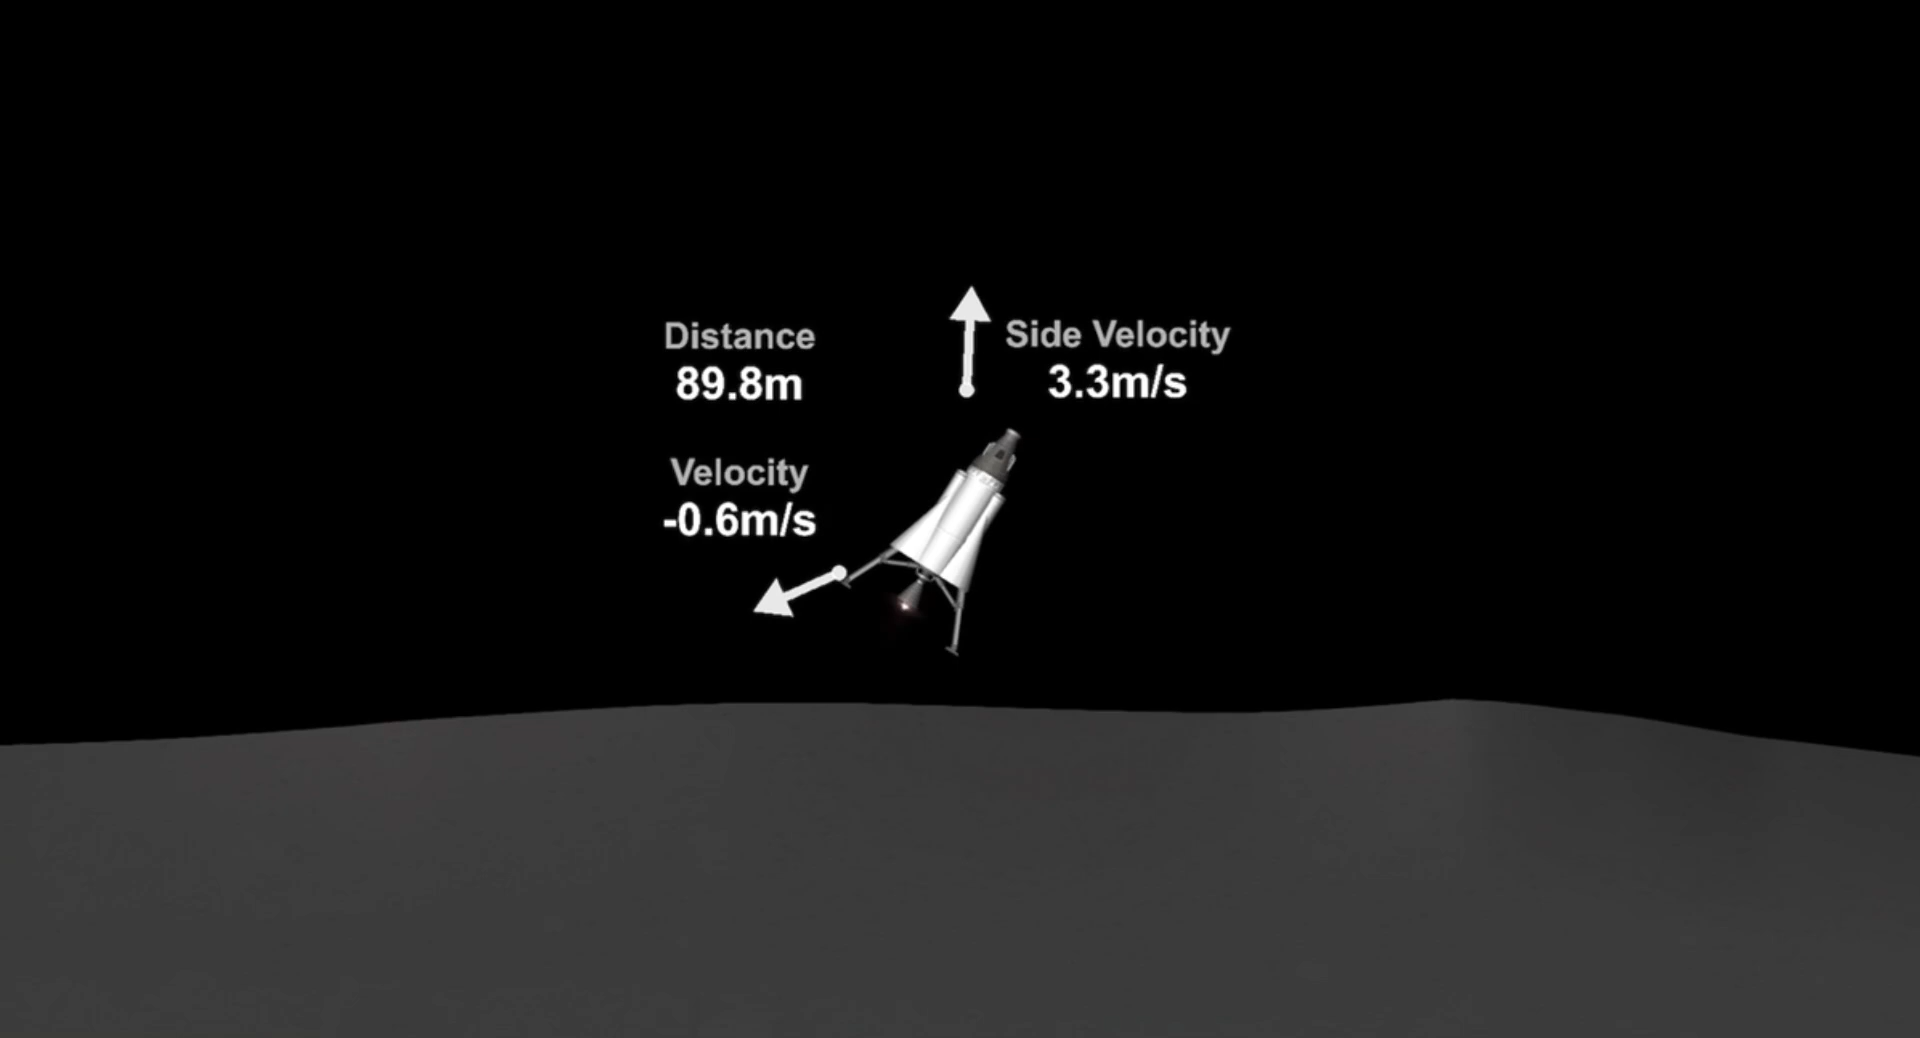 Distance
89.8m
Side Velocity
3.3m/s
Velocity
-0.6m/s